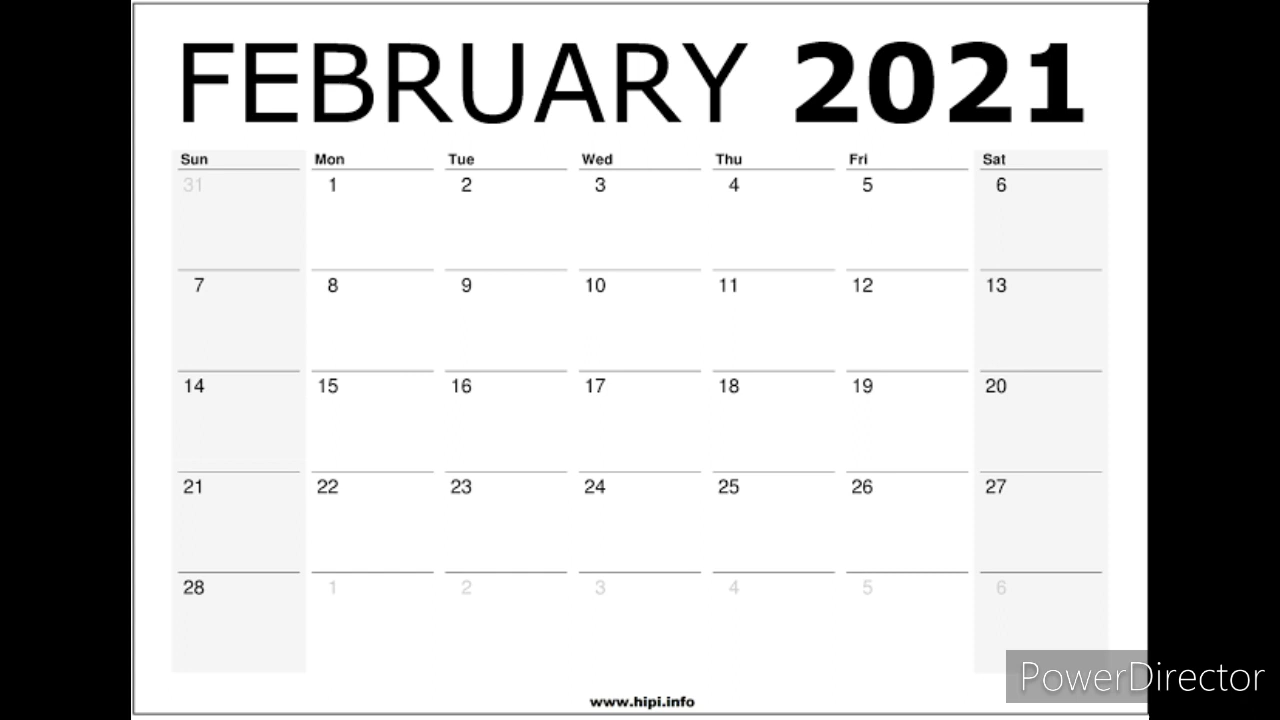 FEBRUARY 2021
Sun Mon Tue Wed Thu Fri Sat
31 1 2 3 4 5 6
7 8 9 10 11 12 13
14 15 16 17 18 19 20
21 22 23 24 25 26 27
28 1 2 3 4 5 6
PowerDirector
www.hipi.info